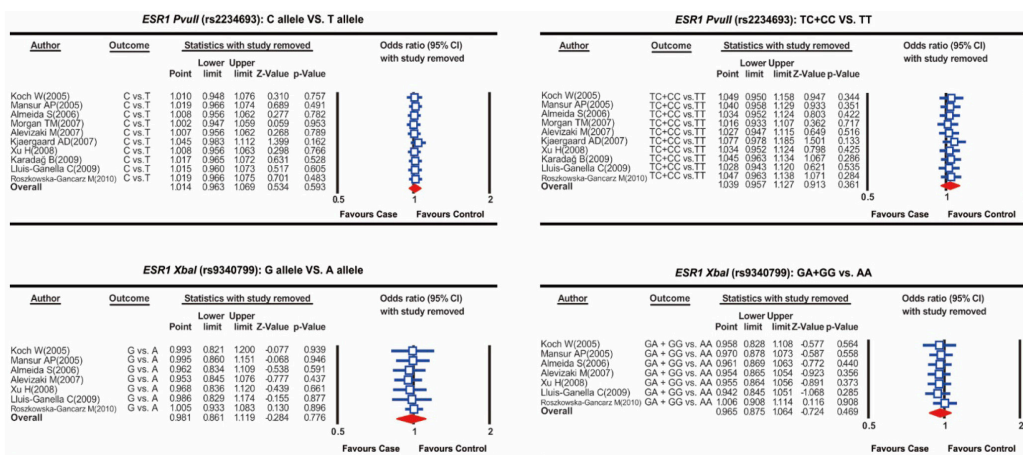 ESR1 PvuII (rs2234693): C allele VS. T allele
Author Outcome Statistics with study removed Odds ratio (95% CI)
with study removed
Lower Upper
Point limit limit Z-Value p-Value
Koch W(2005) C vs.T 1.010 0.948 1.076 0.310 0.757
Mansur AP(2005) C vs.T 1.019 0.966 1.074 0.689 0.491
Almeida S(2006) C vs.T 1.008 0.956 1.062 0.277 0.782
Morgan TM(2007) C vs.T 1.002 0.947 1.059 0.059 0.953
Alevizaki M(2007) C vs.T 1.007 0.956 1.062 0.268 0.789
Kjaergaard AD(2007) C vs.T 1.045 0.983 1.112 1.399 0.162
Xu H(2008) C vs.T 1.008 0.956 1.063 0.298 0.766
Karadağ B(2009) C vs.T 1.017 0.965 1.072 0.631 0.528
Lluis-Ganella C(2009) C vs.T 1.015 0.960 1.073 0.517 0.605
Roszkowska-Gancarz M(2010) C vs.T 1.019 0.966 1.075 0.701 0.483
Overall 1.014 0.963 1.069 0.534 0.593
0.5 1 2
Favours Case Favours Control
ESR1 PvuII (rs2234693): TC+CC VS. TT
Author Outcome Statistics with study removed Odds ratio (95% CI)
with study removed
Lower Upper
Point limit limit Z-Value p-Value
Koch W(2005) TC+CC vs.TT 1.049 0.950 1.158 0.947 0.344
Mansur AP(2005) TC+CC vs.TT 1.040 0.958 1.129 0.933 0.351
Almeida S(2006) TC+CC vs.TT 1.034 0.952 1.124 0.803 0.422
Morgan TM(2007) TC+CC vs.TT 1.016 0.933 1.107 0.362 0.717
Alevizaki M(2007) TC+CC vs.TT 1.027 0.947 1.115 0.649 0.516
Kjaergaard AD(2007) TC+CC vs.TT 1.077 0.978 1.185 1.501 0.133
Xu H(2008) TC+CC vs.TT 1.034 0.952 1.124 0.798 0.425
Karadağ B(2009) TC+CC vs.TT 1.045 0.963 1.134 1.067 0.286
Lluis-Ganella C(2009) TC+CC vs.TT 1.028 0.943 1.120 0.621 0.535
Roszkowska-Gancarz M(2010) TC+CC vs.TT 1.047 0.963 1.138 1.071 0.284
Overall 1.039 0.957 1.127 0.913 0.361
0.5 1 2
Favours Case Favours Control
ESR1 XbaI (rs9340799): G allele VS. A allele
Author Outcome Statistics with study removed Odds ratio (95% CI)
with study removed
Lower Upper
Point limit limit Z-Value p-Value
Koch W(2005) G vs. A 0.993 0.821 1.200 -0.077 0.939
Mansur AP(2005) G vs. A 0.995 0.860 1.151 -0.068 0.946
Almeida S(2006) G vs. A 0.962 0.834 1.109 -0.538 0.591
Alevizaki M(2007) G vs. A 0.953 0.845 1.076 -0.777 0.437
Xu H(2008) G vs. A 0.968 0.836 1.120 -0.439 0.661
Lluis-Ganella C(2009) G vs. A 0.986 0.829 1.174 -0.155 0.877
Roszkowska-Gancarz M(2010) G vs. A 1.005 0.933 1.083 0.130 0.896
Overall 0.981 0.861 1.119 -0.284 0.776
0.5 1 2
Favours Case Favours Control
ESR1 XbaI (rs9340799): GA+GG vs. AA
Author Outcome Statistics with study removed Odds ratio (95% CI)
with study removed
Lower Upper
Point limit limit Z-Value p-Value
Koch W(2005) GA + GG vs. AA 0.958 0.828 1.108 -0.577 0.564
Mansur AP(2005) GA + GG vs. AA 0.970 0.878 1.073 -0.587 0.558
Almeida S(2006) GA + GG vs. AA 0.961 0.869 1.063 -0.772 0.440
Alevizaki M(2007) GA + GG vs. AA 0.954 0.865 1.054 -0.923 0.356
Xu H(2008) GA + GG vs. AA 0.955 0.864 1.056 -0.891 0.373
Lluis-Ganella C(2009) GA + GG vs. AA 0.942 0.845 1.051 -1.068 0.285
Roszkowska-Gancarz M(2010) GA + GG vs. AA 1.006 0.908 1.114 0.116 0.908
Overall 0.965 0.875 1.064 -0.724 0.469
0.5 1 2
Favours Case Favours Control